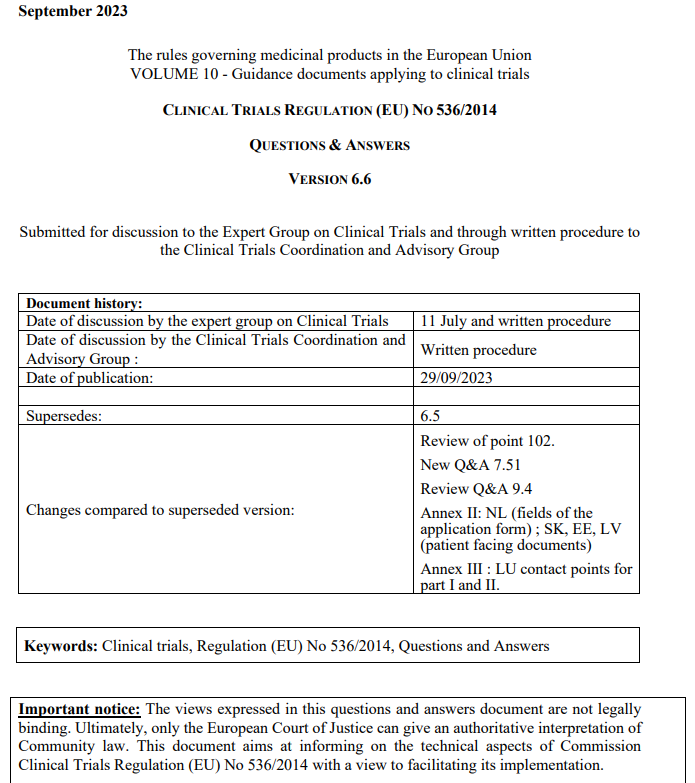 September 2023
The rules governing medicinal products in the European Union
VOLUME 10 - Guidance documents applying to clinical trials
CLINICAL TRIALS REGULATION (EU) NO 536/2014
QUESTIONS & ANSWERS
VERSION 6.6
Submitted for discussion to the Expert Group on Clinical Trials and through written procedure to
the Clinical Trials Coordination and Advisory Group
Document history:
Date of discussion by the expert group on Clinical Trials
11 July and written procedure
Date of discussion by the Clinical Trials Coordination and
Advisory Group :
Written procedure
Date of publication:
29/09/2023
Supersedes:
6.5
Changes compared to superseded version:
Review of point 102.
New Q&A 7.51
Review Q&A 9.4
Annex II: NL (fields of the
application form) ; SK, EE, LV
(patient facing documents)
Annex III : LU contact points for
part I and II.
Keywords: Clinical trials, Regulation (EU) No 536/2014, Questions and Answers
Important notice: The views expressed in this questions and answers document are not legally
binding. Ultimately, only the European Court of Justice can give an authoritative interpretation of
Community law. This document aims at informing on the technical aspects of Commission
Clinical Trials Regulation (EU) No 536/2014 with a view to facilitating its implementation.